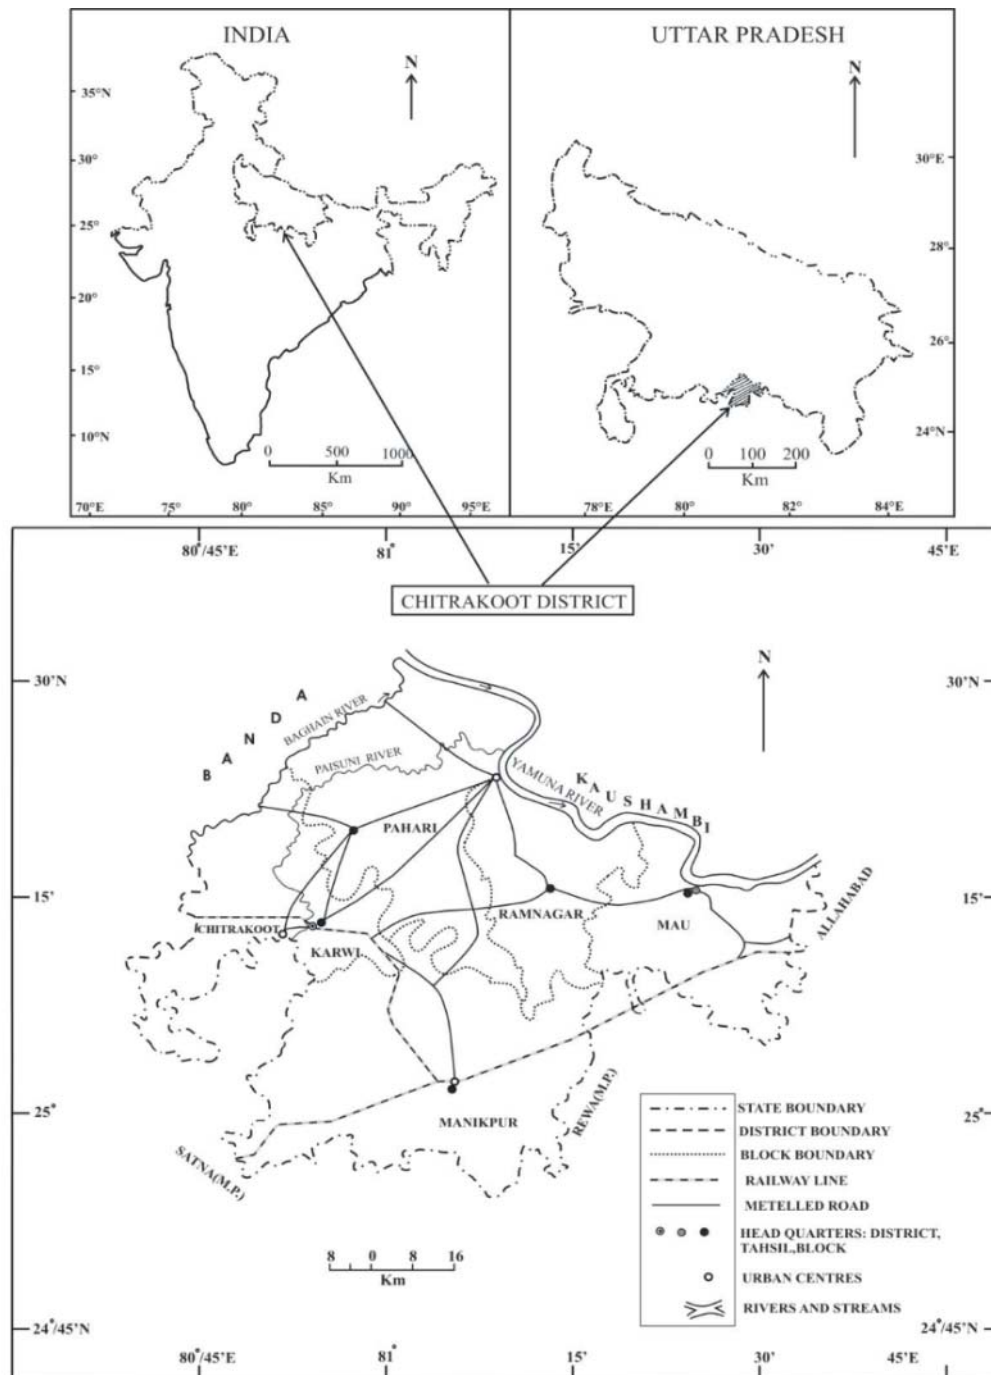 INDIA
N
35°N
30°
25°
20°
15°
10°N
0 500 1000
Km
70°E 75° 80° 85° 90° 95°E
UTTAR PRADESH
N
30°E
28°
26°
24°N
0 100 200
Km
78°E 80° 82° 84°E
80°/45'E 81° 15' 30' 45'E
CHITRAKOOT DISTRICT
N
30'N 30'N
BANDA
BAGHAIN RIVER
PAISUNI RIVER
YAMUNA RIVER
KAUSHAMBI
PAHARI
15' 15'
ALLAHABAD
RAMNAGAR
MAU
CHITRAKOOT
KARWI
MANIKPUR
REWA(M.P.)
SATNA(M.P.)
25° 25°
STATE BOUNDARY
DISTRICT BOUNDARY
BLOCK BOUNDARY
RAILWAY LINE
METELLED ROAD
HEAD QUARTERS: DISTRICT,
TAHSIL,BLOCK
URBAN CENTRES
RIVERS AND STREAMS
8 0 8 16
Km
24°/45'N 24°/45'N
80°/45'E 81° 15' 30' 45'E